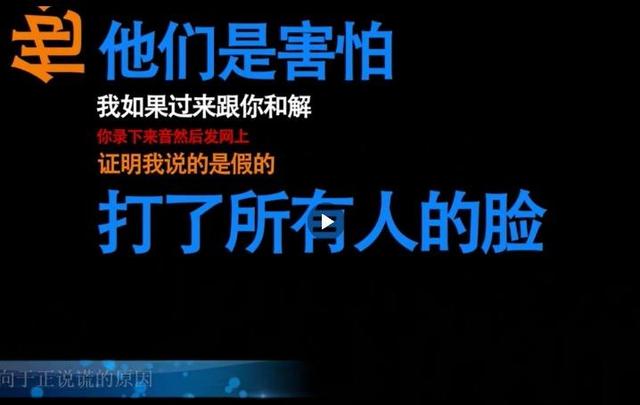 他
他们是害怕
我如果过来跟你和解
你录下来音然后发网上
证明我说的是假的
打了所有人的脸
向于正说谎的原因